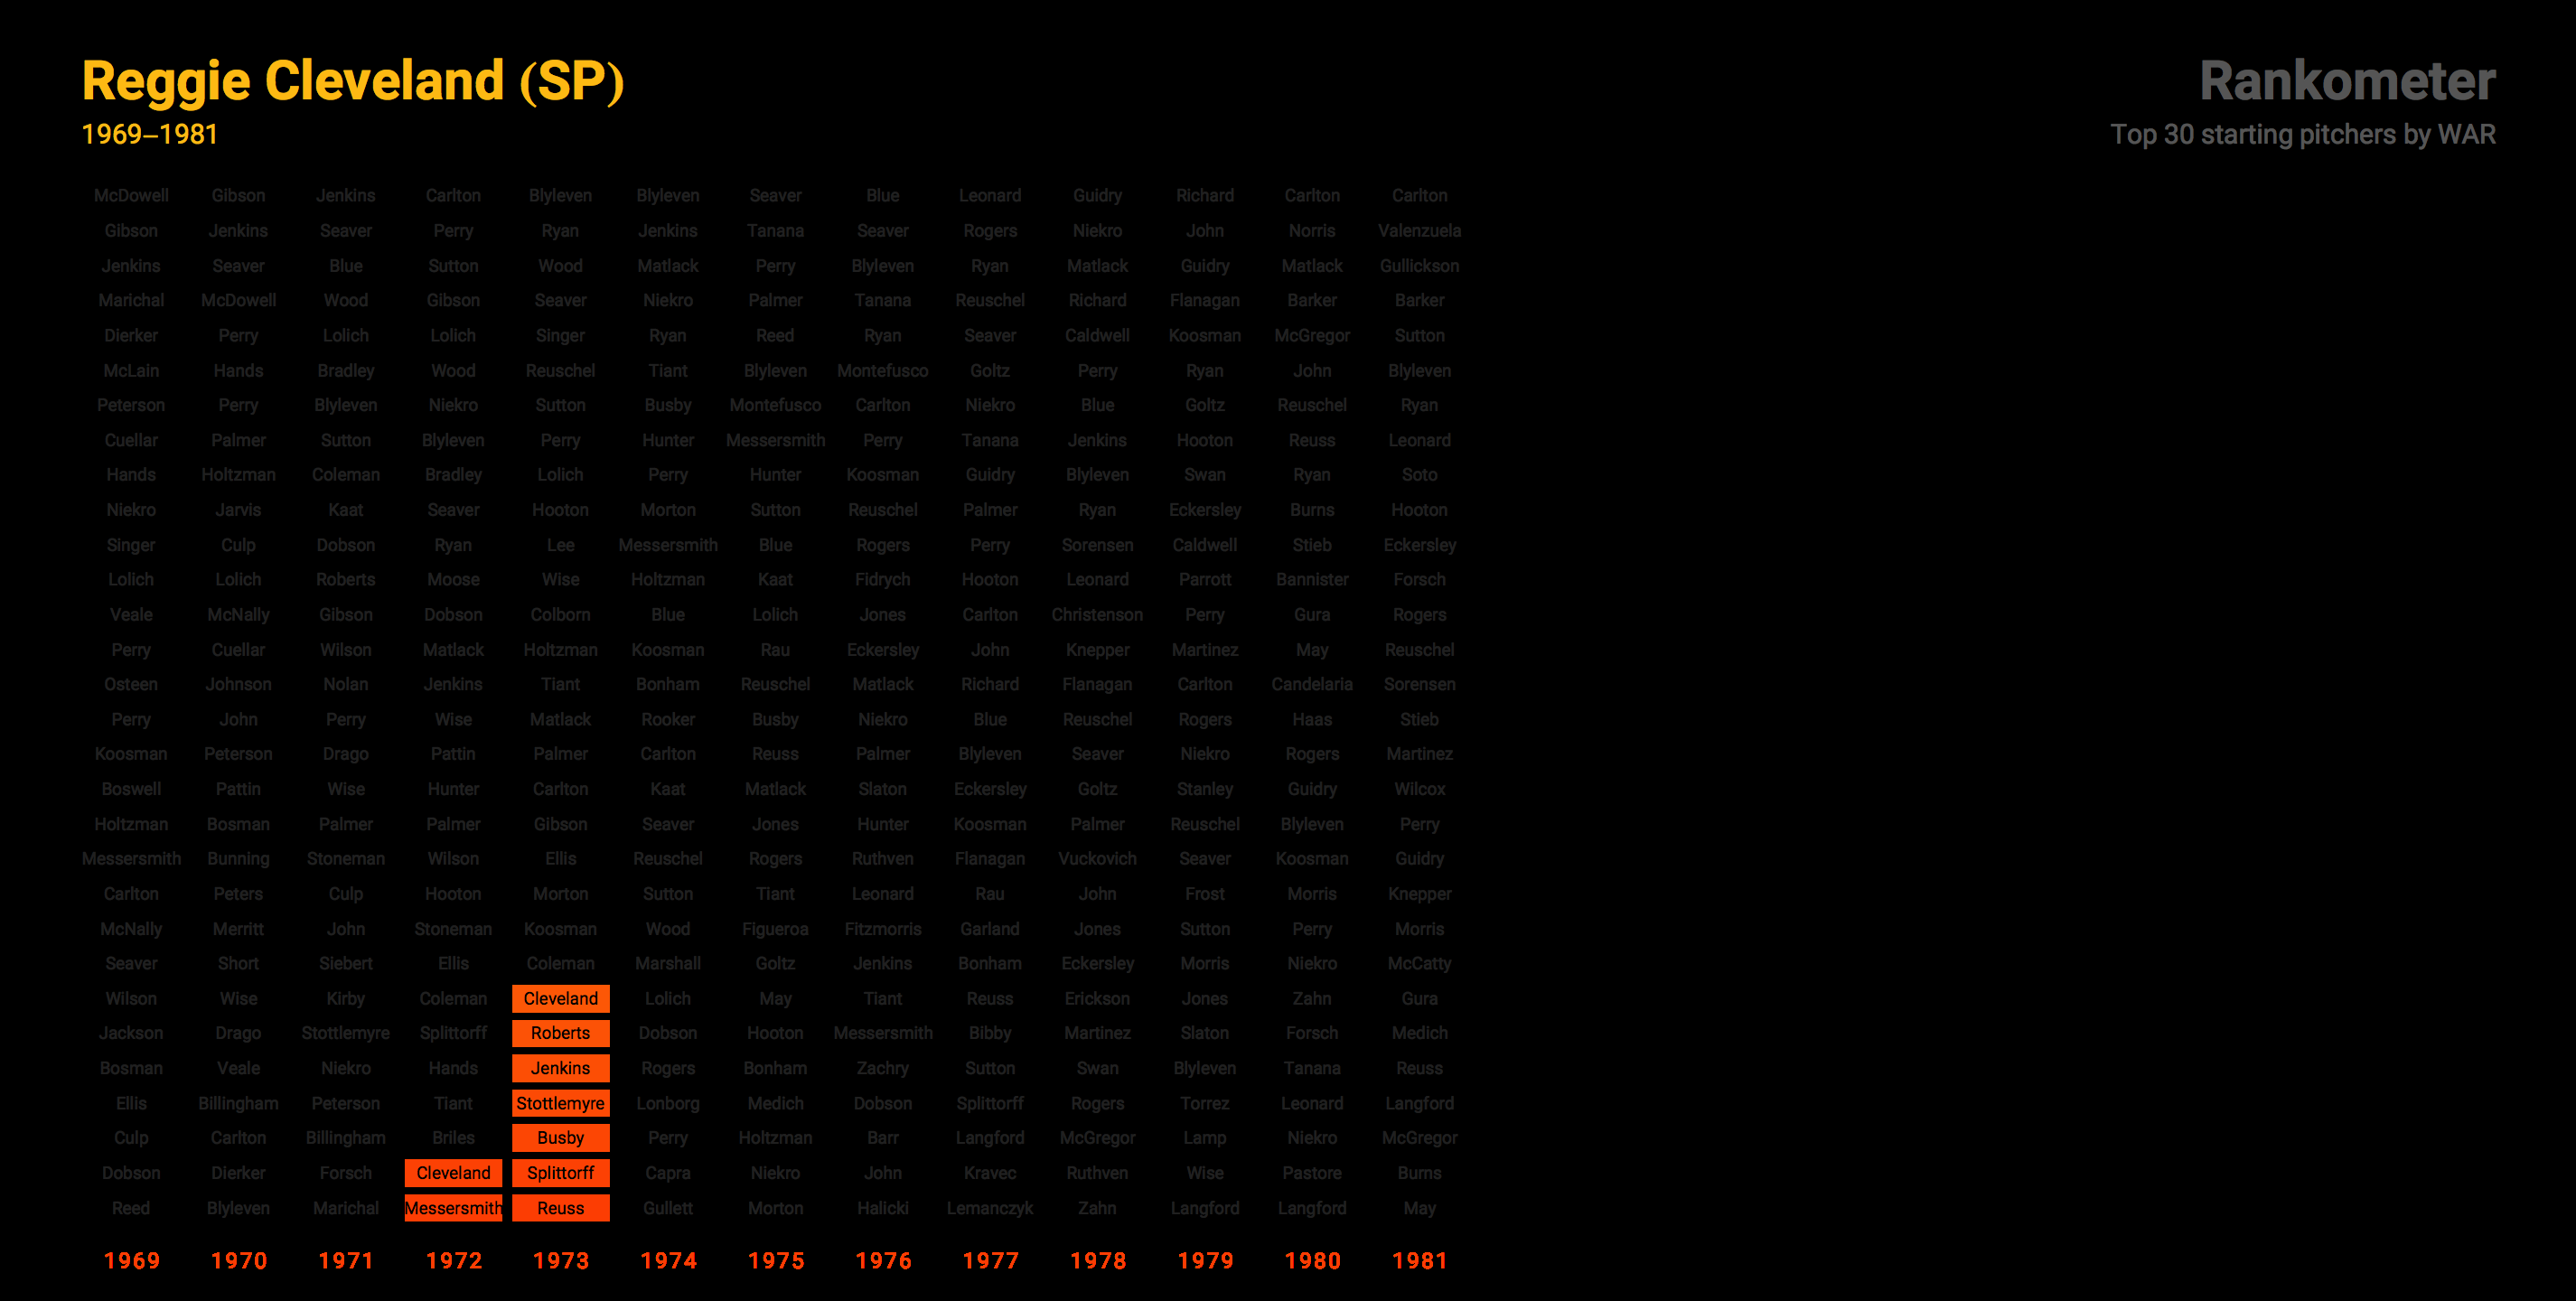 Reggie Cleveland (SP)
1969–1981
Rankometer
Top 30 starting pitchers by WAR
McDowell Gibson Jenkins Carlton Blyleven Blyleven Seaver Blue Leonard Guidry Richard Carlton Carlton
Gibson Jenkins Seaver Perry Ryan Jenkins Tanana Seaver Rogers Niekro John Norris Valenzuela
Jenkins Seaver Blue Sutton Wood Matlack Perry Blyleven Ryan Matlack Guidry Matlack Gullickson
Marichal McDowell Wood Gibson Seaver Niekro Palmer Tanana Reuschel Richard Flanagan Barker Barker
Dierker Perry Lolich Lolich Singer Ryan Reed Ryan Seaver Caldwell Koosman McGregor Sutton
McLain Hands Bradley Wood Reuschel Tiant Blyleven Montefusco Goltz Perry Ryan John Blyleven
Peterson Perry Blyleven Niekro Sutton Busby Montefusco Carlton Niekro Blue Goltz Reuschel Ryan
Cuellar Palmer Sutton Blyleven Perry Hunter Messersmith Perry Tanana Jenkins Hooton Reuss Leonard
Hands Holtzman Coleman Bradley Lolich Perry Hunter Koosman Guidry Blyleven Swan Ryan Soto
Niekro Jarvis Kaat Seaver Hooton Morton Sutton Reuschel Palmer Ryan Eckersley Burns Hooton
Singer Culp Dobson Ryan Lee Messersmith Blue Rogers Perry Sorensen Caldwell Stieb Eckersley
Lolich Lolich Roberts Moose Wise Holtzman Kaat Fidrych Hooton Leonard Parrott Bannister Forsch
Veale McNally Gibson Dobson Colborn Blue Lolich Jones Carlton Christenson Perry Gura Rogers
Perry Cuellar Wilson Matlack Holtzman Koosman Rau Eckersley John Knepper Martinez May Reuschel
Osteen Johnson Nolan Jenkins Tiant Bonham Reuschel Matlack Richard Flanagan Carlton Candelaria Sorensen
Perry John Perry Wise Matlack Rooker Busby Niekro Blue Reuschel Rogers Haas Stieb
Koosman Peterson Drago Pattin Palmer Carlton Reuss Palmer Blyleven Seaver Niekro Rogers Martinez
Boswell Pattin Wise Hunter Carlton Kaat Matlack Slaton Eckersley Goltz Stanley Guidry Wilcox
Holtzman Bosman Palmer Palmer Gibson Seaver Jones Hunter Koosman Palmer Reuschel Blyleven Perry
Messersmith Bunning Stoneman Wilson Ellis Reuschel Rogers Ruthven Flanagan Vuckovich Seaver Koosman Guidry
Carlton Peters Culp Hooton Morton Sutton Tiant Leonard Rau John Frost Morris Knepper
McNally Merritt John Stoneman Koosman Wood Figueroa Fitzmorris Garland Jones Sutton Perry Morris
Seaver Short Siebert Ellis Coleman Marshall Goltz Jenkins Bonham Eckersley Morris Niekro McCatty
Wilson Wise Kirby Coleman Cleveland Lolich May Tiant Reuss Erickson Jones Zahn Gura
Jackson Drago Stottlemyre Splittorff Roberts Dobson Hooton Messersmith Bibby Martinez Slaton Forsch Medich
Bosman Veale Niekro Hands Jenkins Rogers Bonham Zachry Sutton Swan Blyleven Tanana Reuss
Ellis Billingham Peterson Tiant Stottlemyre Lonborg Medich Dobson Splittorff Rogers Torrez Leonard Langford
Culp Carlton Billingham Briles Busby Perry Holtzman Barr Langford McGregor Lamp Niekro McGregor
Dobson Dierker Forsch Cleveland Splittorff Capra Niekro John Kravec Ruthven Wise Pastore Burns
Reed Blyleven Marichal Messersmith Reuss Gullett Morton Halicki Lemanczyk Zahn Langford Langford May
1969 1970 1971 1972 1973 1974 1975 1976 1977 1978 1979 1980 1981